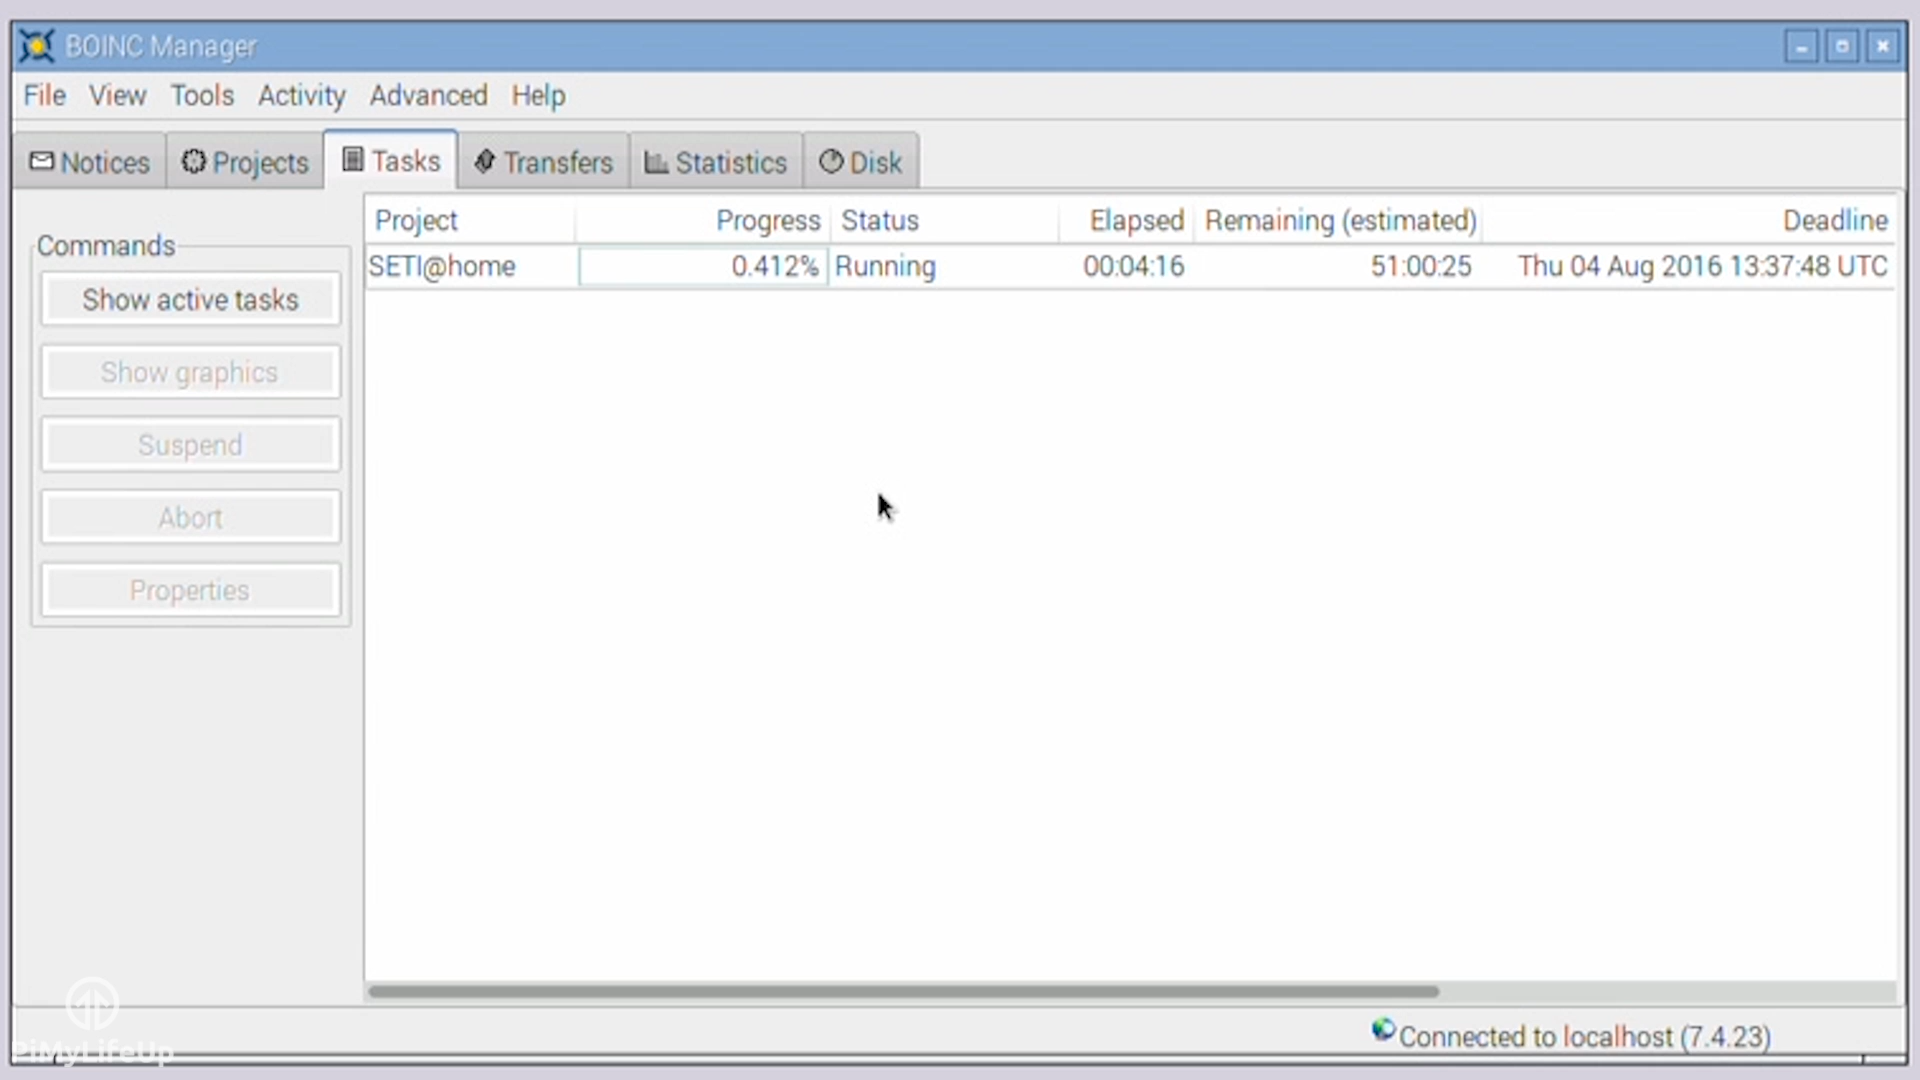 BOINC Manager
File View Tools Activity Advanced Help
Notices Projects Tasks Transfers Statistics Disk
Project Progress Status Elapsed Remaining (estimated) Deadline
SETI@home 0.412% Running 00:04:16 51:00:25 Thu 04 Aug 2016 13:37:48 UTC
Commands
Show active tasks
Show graphics
Suspend
Abort
Properties
PiMyLifeUp
Connected to localhost (7.4.23)